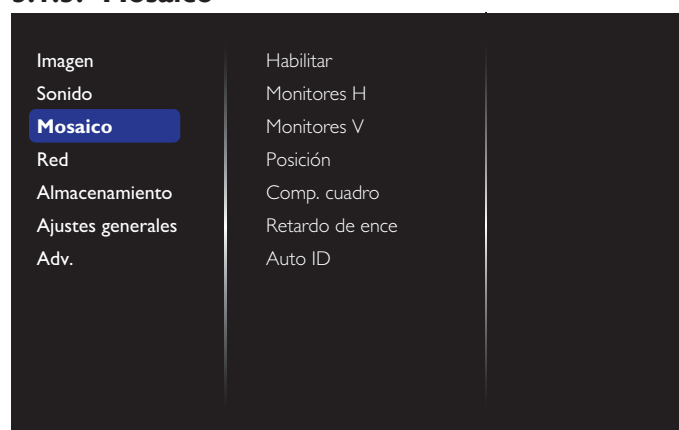 Imagen
Sonido
Mosaico
Red
Almacenamiento
Ajustes generales
Adv.
Habilitar
Monitores H
Monitores V
Posición
Comp. cuadro
Retardo de ence
Auto ID